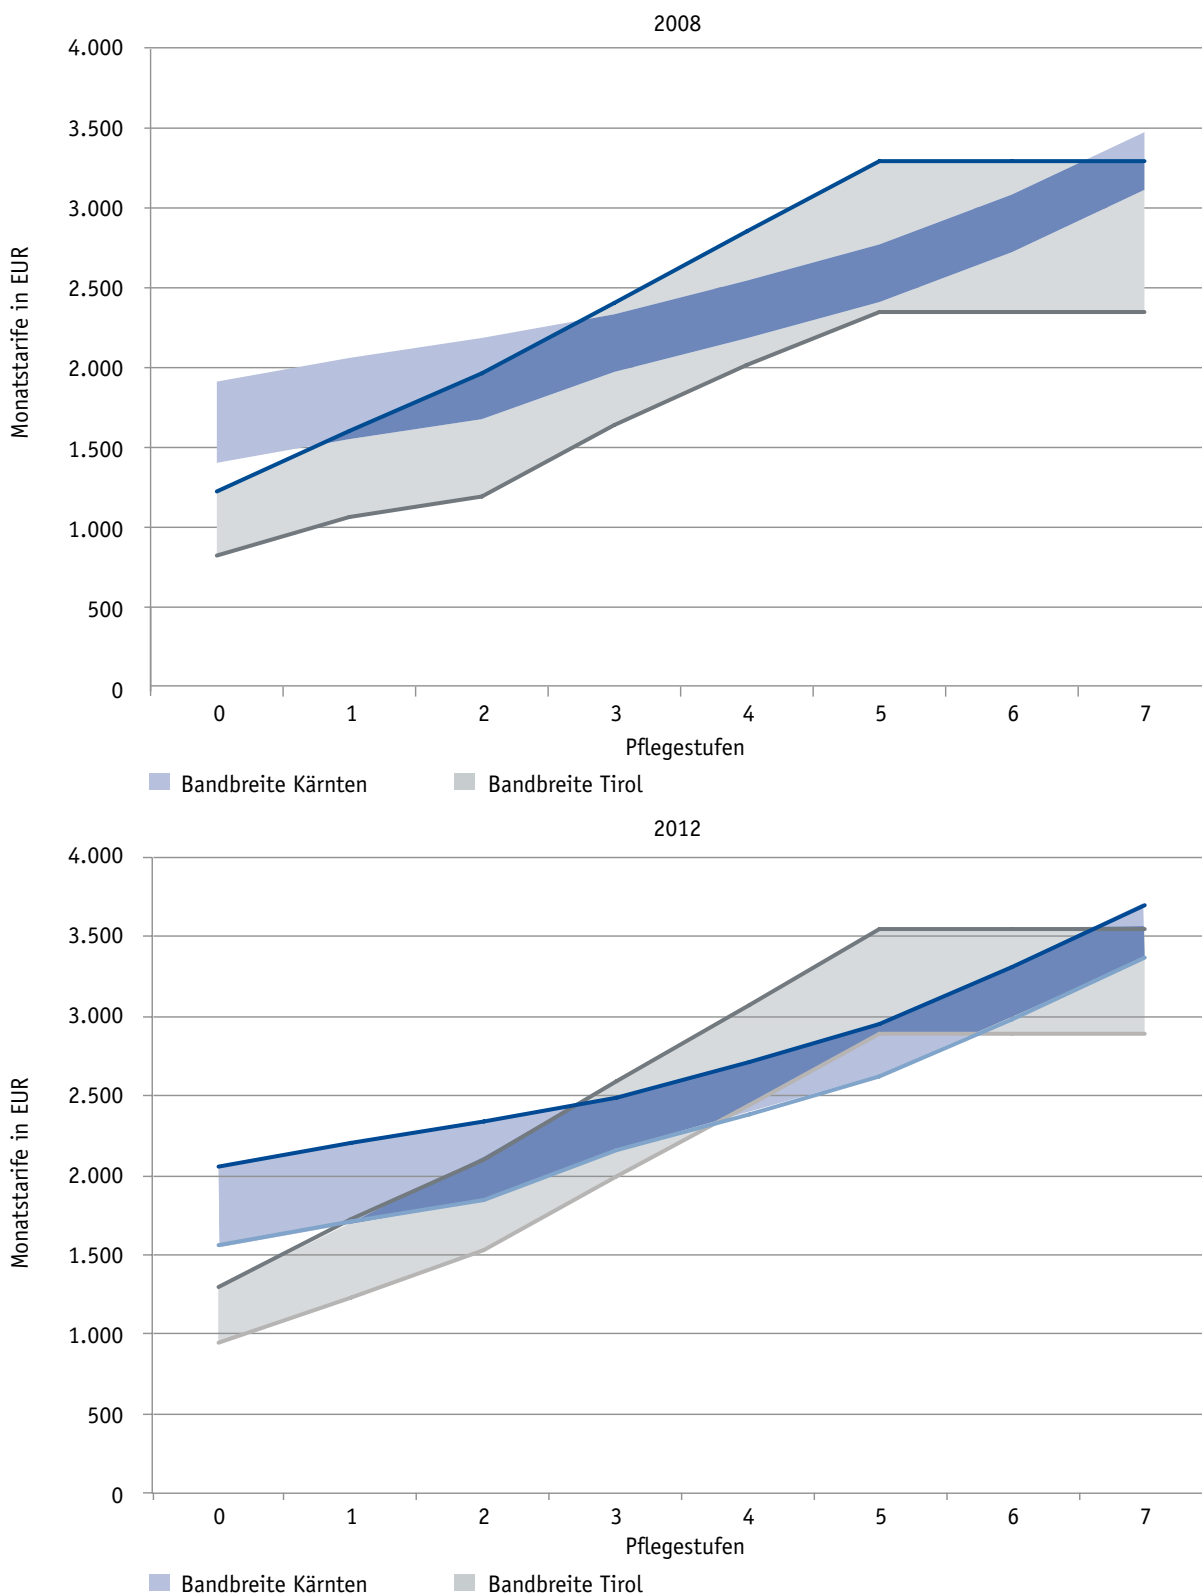 2008
4.000
3.500
3.000
2.500
2.000
1.500
1.000
500
0
Monatstarife in EUR
0 1 2 3 4 5 6 7
Pflegestufen
Bandbreite Kärnten Bandbreite Tirol
2012
4.000
3.500
3.000
2.500
2.000
1.500
1.000
500
0
Monatstarife in EUR
0 1 2 3 4 5 6 7
Pflegestufen
Bandbreite Kärnten Bandbreite Tirol